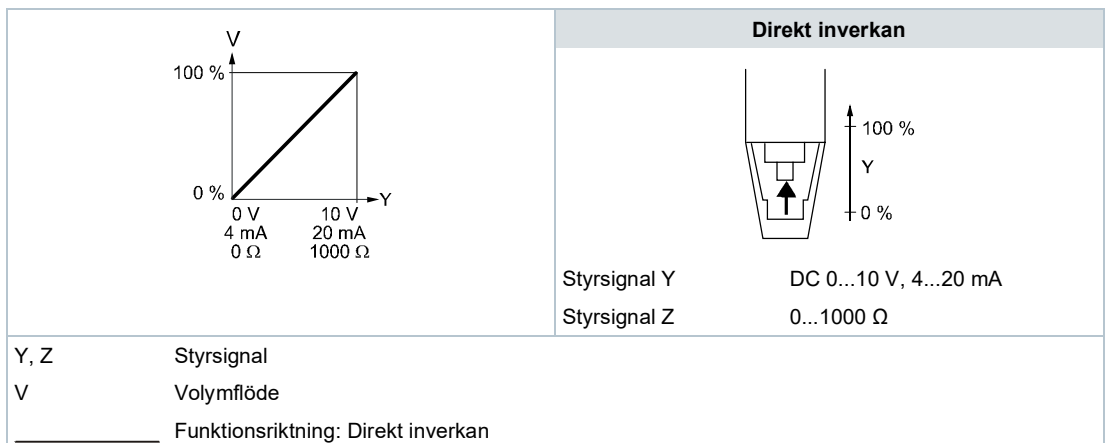 V
100 %
0 %
Y
0 V 10 V
4 mA 20 mA
0 Ω 1000 Ω
Direkt inverkan
100 %
Y
0 %
Styrsignal Y DC 0...10 V, 4...20 mA
Styrsignal Z 0...1000 Ω
Y, Z Styrsignal
V Volymflöde
Funktionsriktning: Direkt inverkan